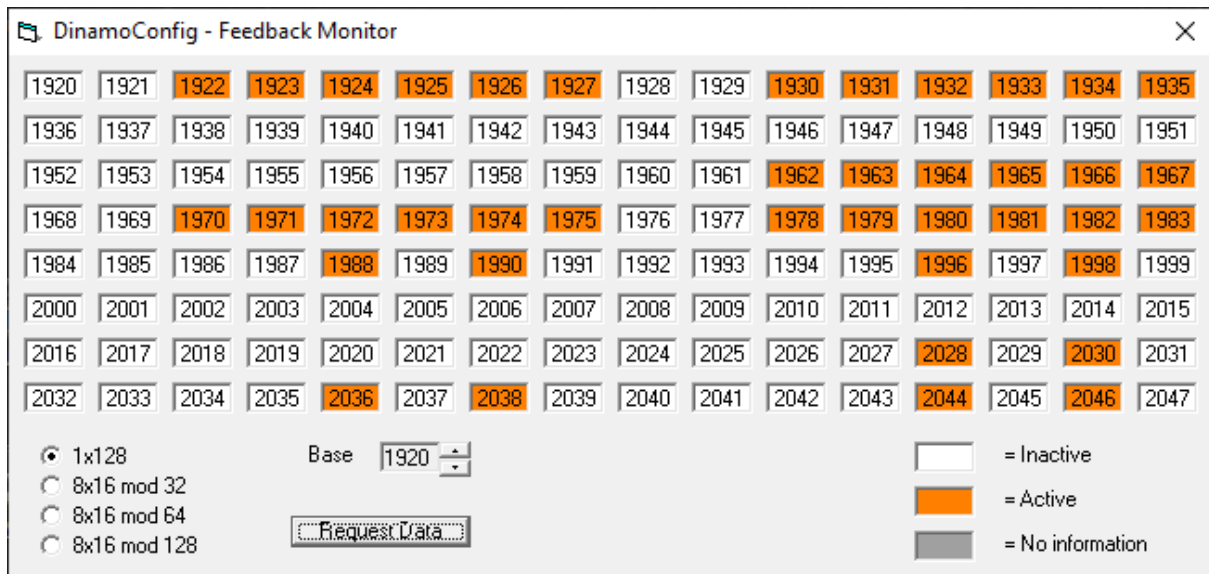 DinamoConfig - Feedback Monitor
1920 1921 1922 1923 1924 1925 1926 1927 1928 1929 1930 1931 1932 1933 1934 1935
1936 1937 1938 1939 1940 1941 1942 1943 1944 1945 1946 1947 1948 1949 1950 1951
1952 1953 1954 1955 1956 1957 1958 1959 1960 1961 1962 1963 1964 1965 1966 1967
1968 1969 1970 1971 1972 1973 1974 1975 1976 1977 1978 1979 1980 1981 1982 1983
1984 1985 1986 1987 1988 1989 1990 1991 1992 1993 1994 1995 1996 1997 1998 1999
2000 2001 2002 2003 2004 2005 2006 2007 2008 2009 2010 2011 2012 2013 2014 2015
2016 2017 2018 2019 2020 2021 2022 2023 2024 2025 2026 2027 2028 2029 2030 2031
2032 2033 2034 2035 2036 2037 2038 2039 2040 2041 2042 2043 2044 2045 2046 2047
1x128
8x16 mod 32
8x16 mod 64
8x16 mod 128
Base 1920
Request Data
= Inactive
= Active
= No information